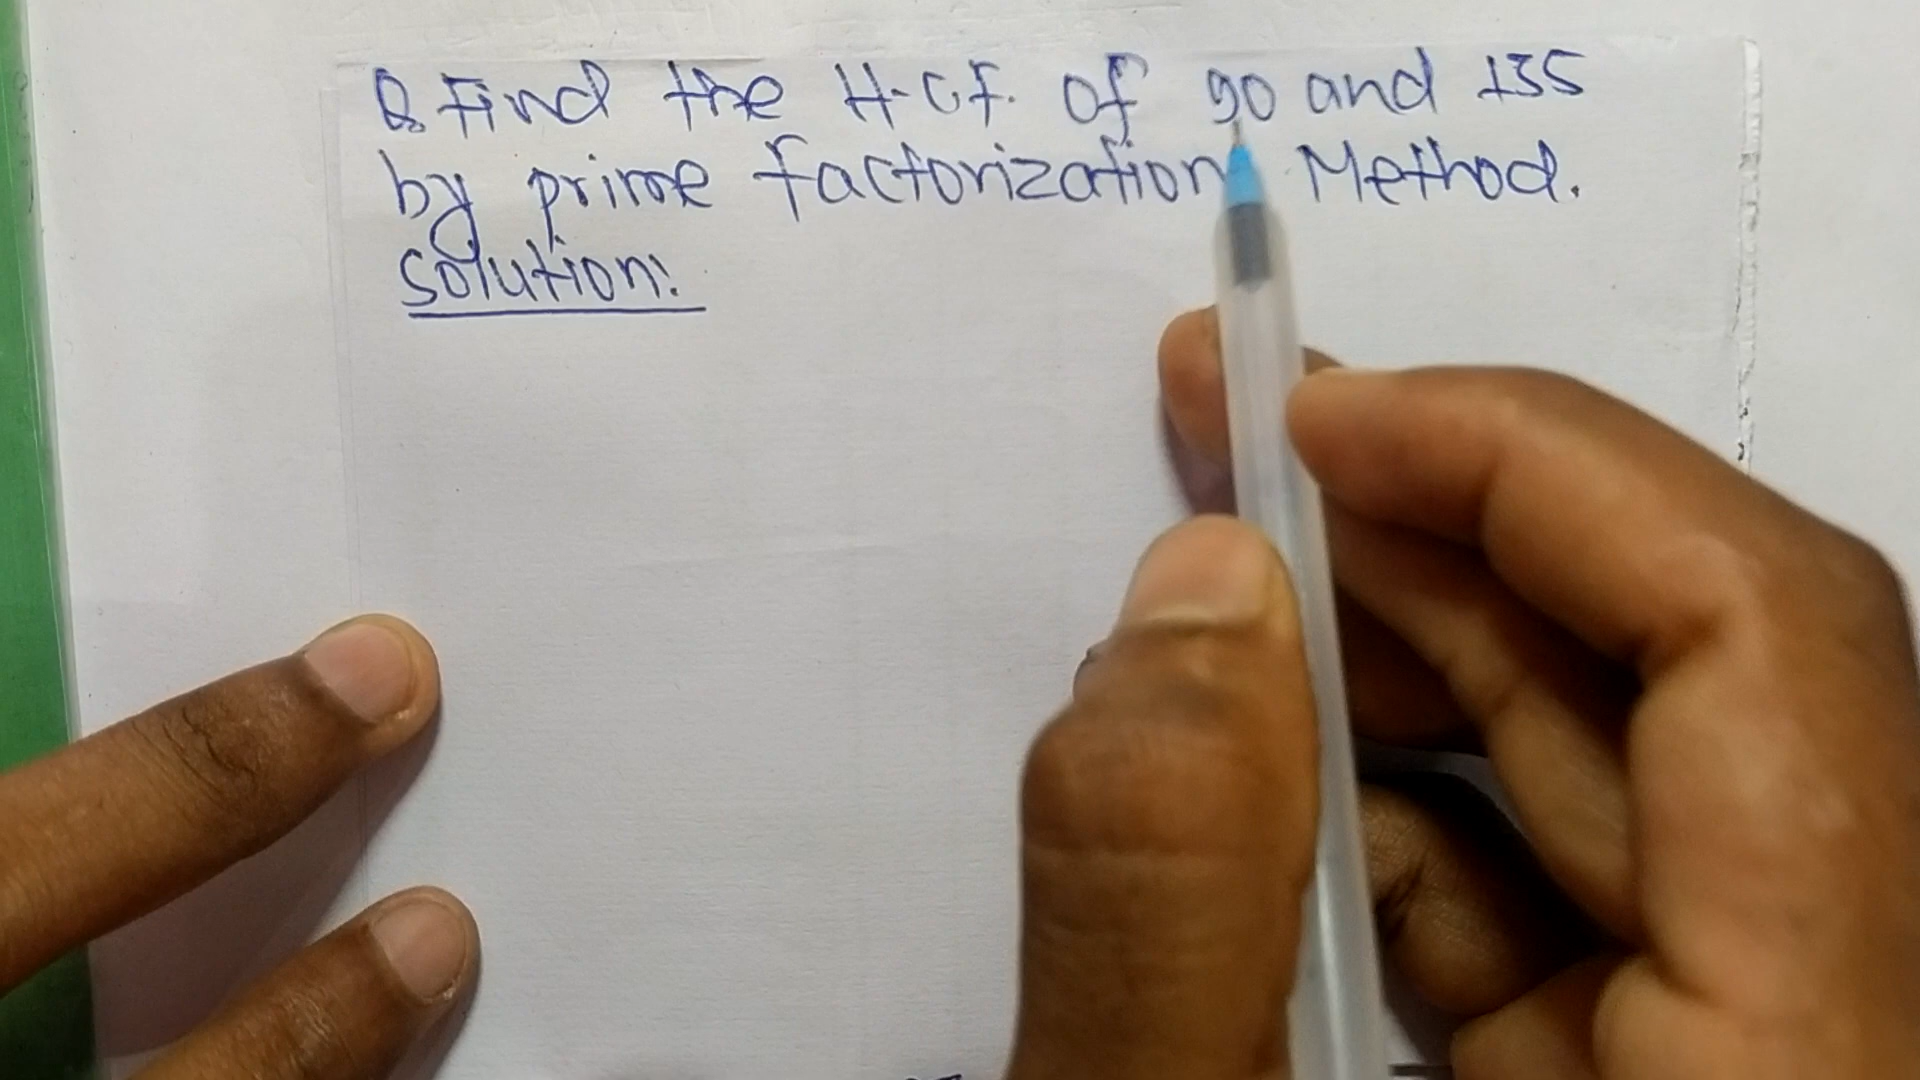 Q. Find the H.C.F. of 90 and 135
by prime factorization Method.
solution: